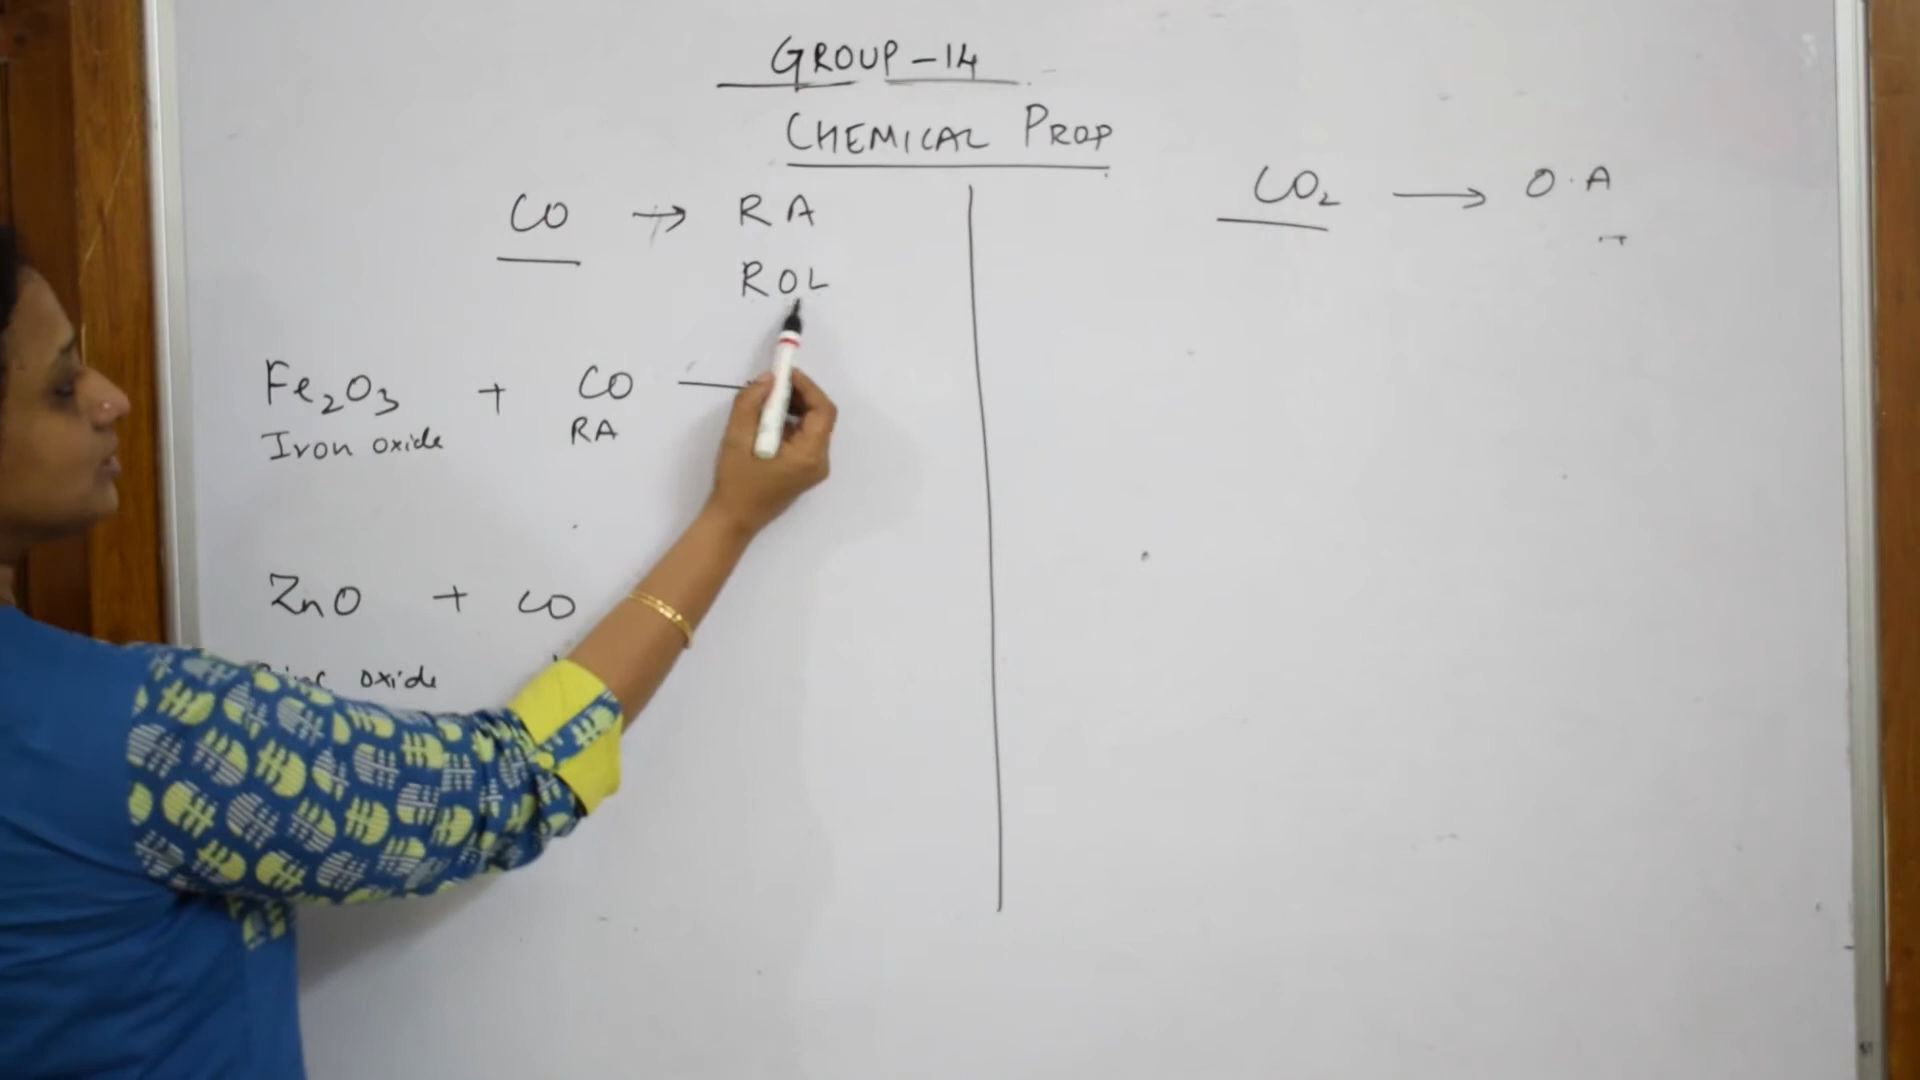 GROUP-14
CHEMICAL PROP
CO → RA
ROL
Fe2O3 + CO —
Iron oxide RA
ZnO + CO
oxide
CO2 → O.A